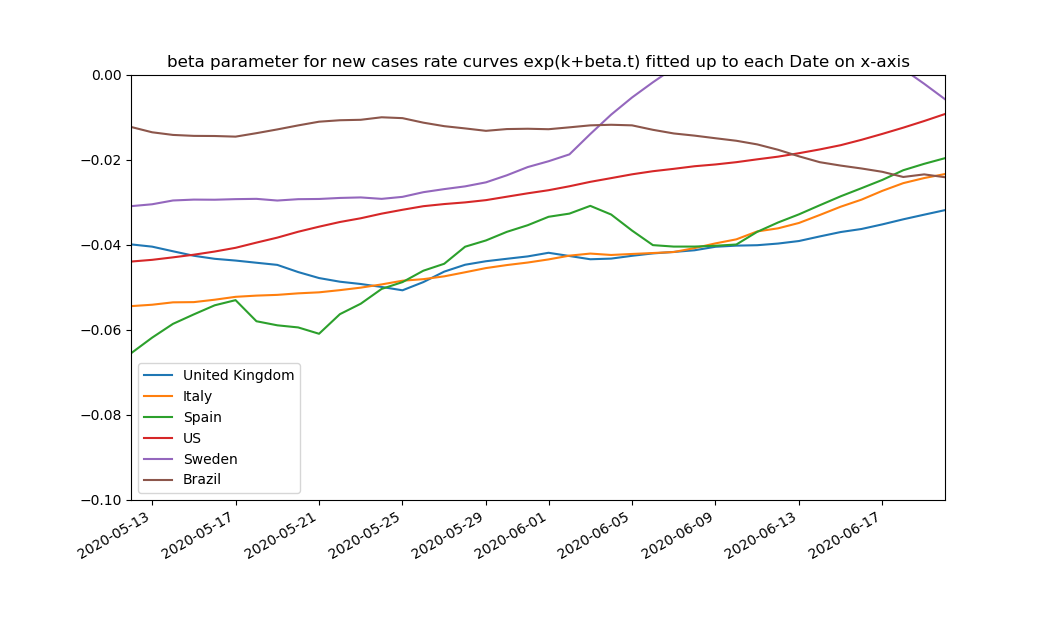 beta parameter for new cases rate curves exp(k+beta.t) fitted up to each Date on x-axis
0.00
−0.02
−0.04
−0.06
−0.08
−0.10
United Kingdom
Italy
Spain
US
Sweden
Brazil
2020-05-13
2020-05-17
2020-05-21
2020-05-25
2020-05-29
2020-06-01
2020-06-05
2020-06-09
2020-06-13
2020-06-17